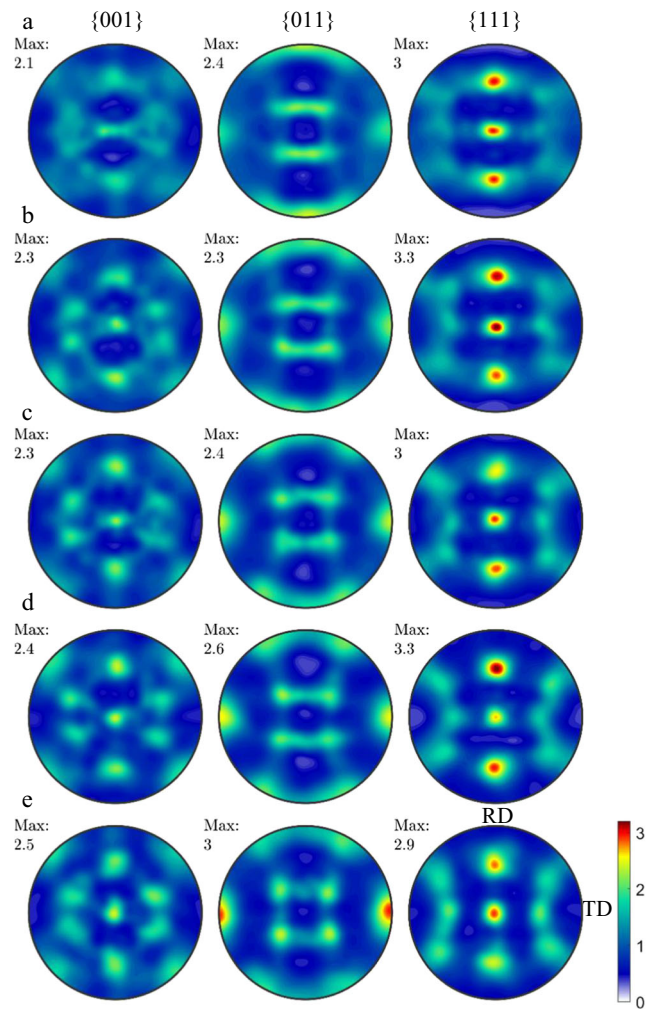 a {001} {011} {111}
Max: Max: Max:
2.1 2.4 3
b
Max: Max: Max:
2.3 2.3 3.3
c
Max: Max: Max:
2.3 2.4 3
d
Max: Max: Max:
2.4 2.6 3.3
e
Max: Max: Max:
2.5 3 2.9
RD
TD
3
2
1
0